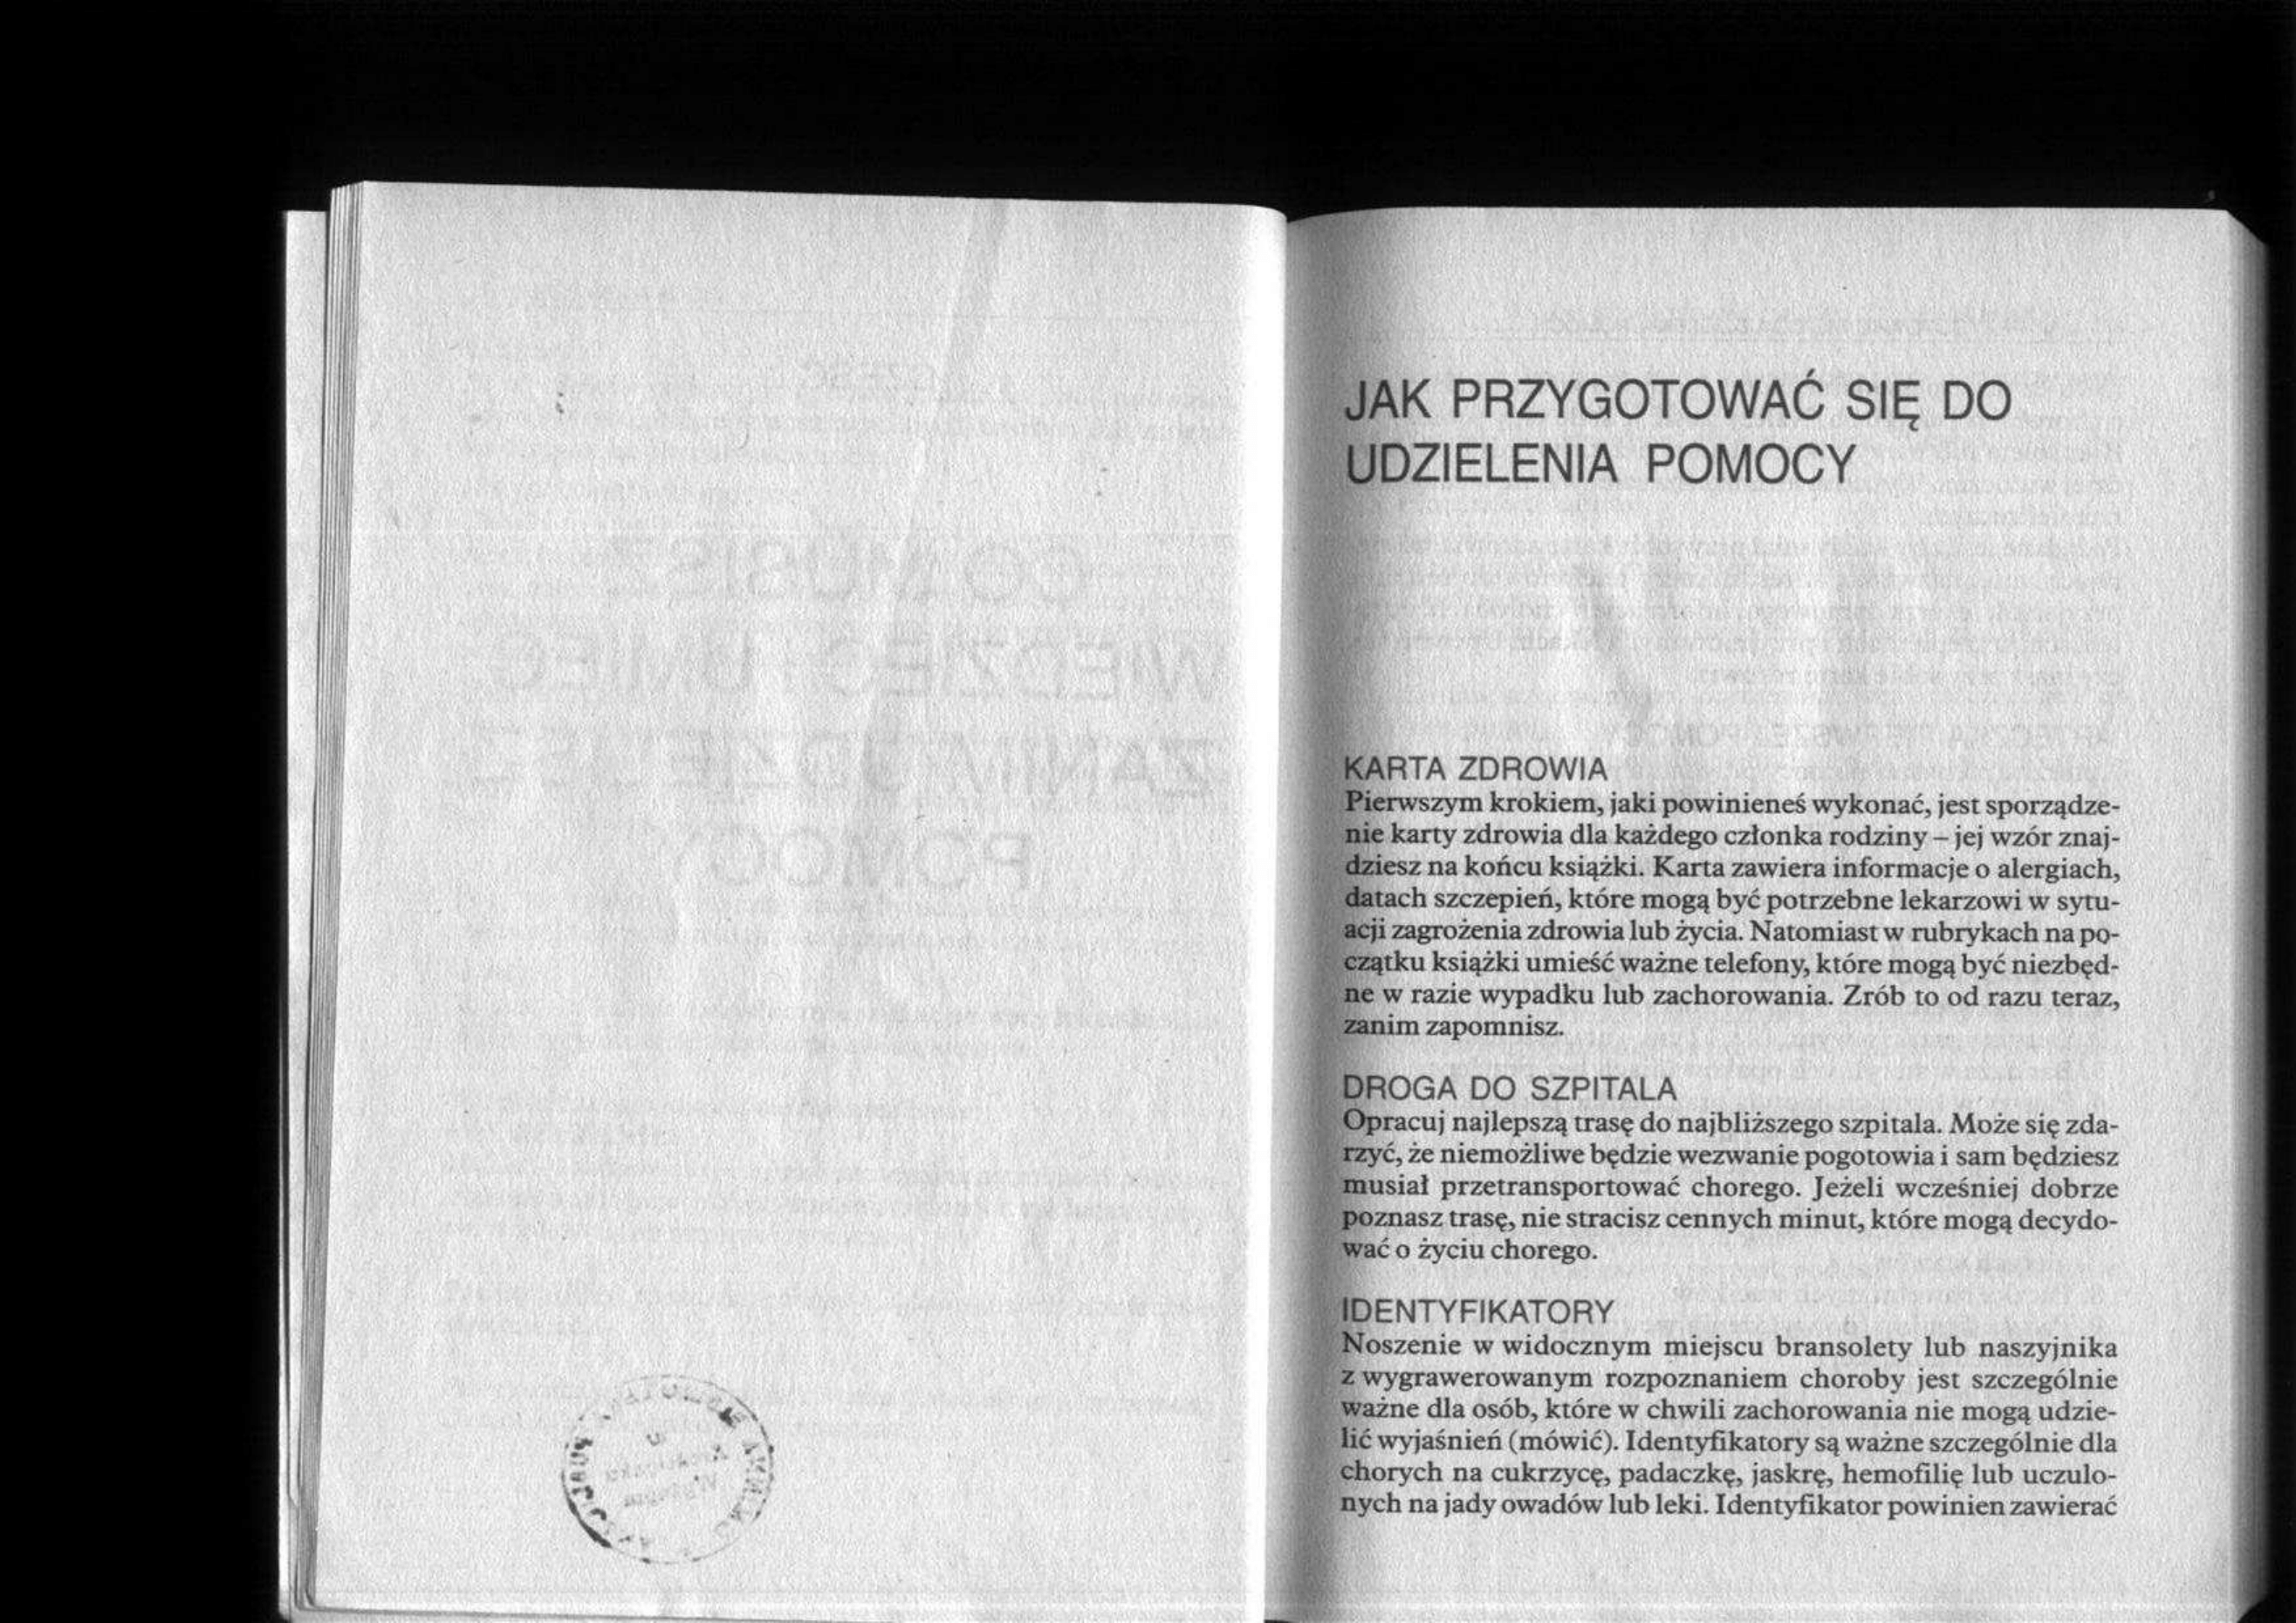 JAK PRZYGOTOWAĆ SIĘ DO
UDZIELENIA POMOCY
KARTA ZDROWIA
Pierwszym krokiem, jaki powinieneś wykonać, jest sporządze-
nie karty zdrowia dla każdego członka rodziny – jej wzór znaj-
dziesz na końcu książki. Karta zawiera informacje o alergiach,
datach szczepień, które mogą być potrzebne lekarzowi w sytu-
acji zagrożenia zdrowia lub życia. Natomiast w rubrykach na po-
czątku książki umieść ważne telefony, które mogą być niezbęd-
ne w razie wypadku lub zachorowania. Zrób to od razu teraz,
zanim zapomnisz.
DROGA DO SZPITALA
Opracuj najlepszą trasę do najbliższego szpitala. Może się zda-
rzyć, że niemożliwe będzie wezwanie pogotowia i sam będziesz
musiał przetransportować chorego. Jeżeli wcześniej dobrze
poznasz trasę, nie stracisz cennych minut, które mogą decydo-
wać o życiu chorego.
IDENTYFIKATORY
Noszenie w widocznym miejscu bransolety lub naszyjnika
z wygrawerowanym rozpoznaniem choroby jest szczególnie
ważne dla osób, które w chwili zachorowania nie mogą udzie-
lić wyjaśnień (mówić). Identyfikatory są ważne szczególnie dla
chorych na cukrzycę, padaczkę, jaskrę, hemofilię lub uczulo-
nych na jady owadów lub leki. Identyfikator powinien zawierać